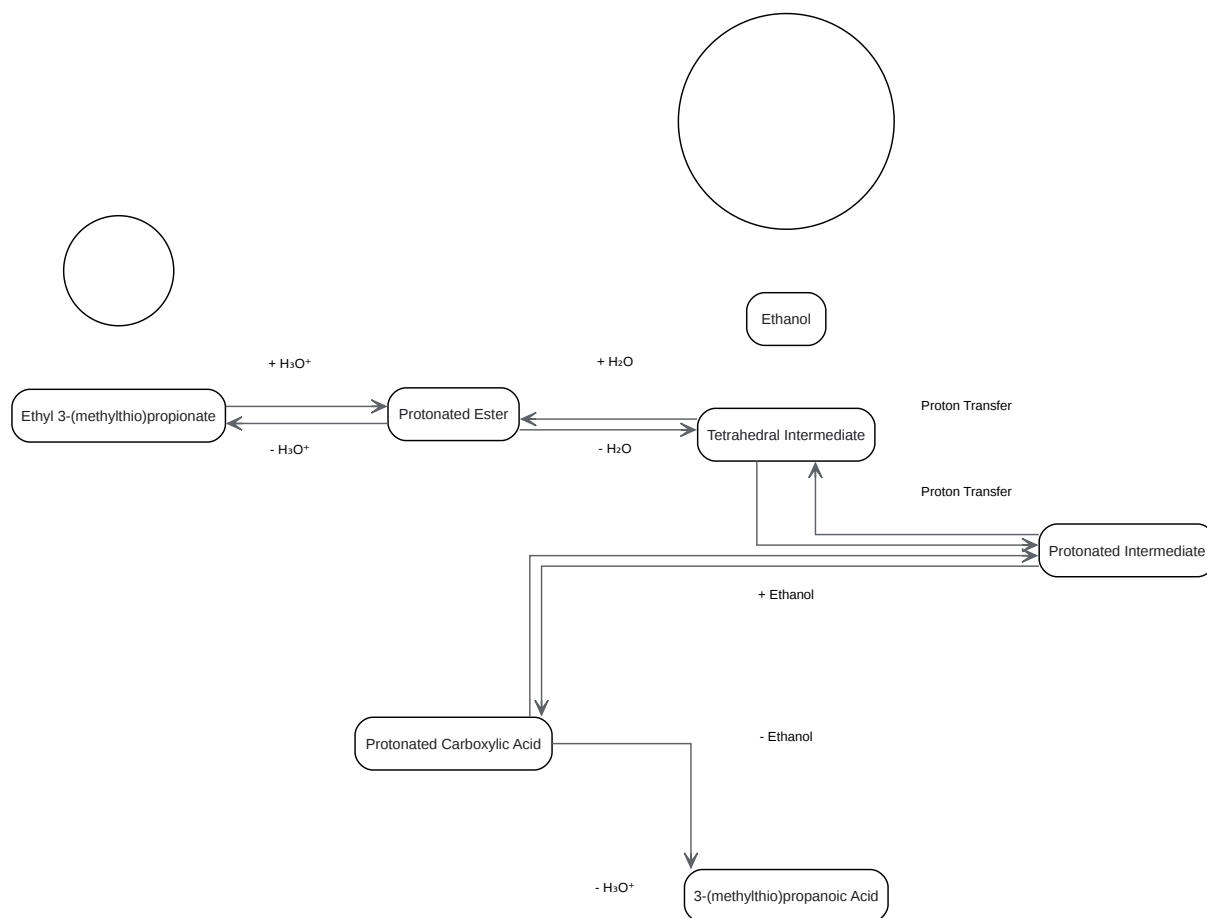 Ethanol
+ H₃O⁺
+ H₂O
Ethyl 3-(methylthio)propionate
Protonated Ester
Proton Transfer
Tetrahedral Intermediate
- H₃O⁺
- H₂O
Proton Transfer
Protonated Intermediate
+ Ethanol
Protonated Carboxylic Acid
- Ethanol
- H₃O⁺
3-(methylthio)propanoic Acid